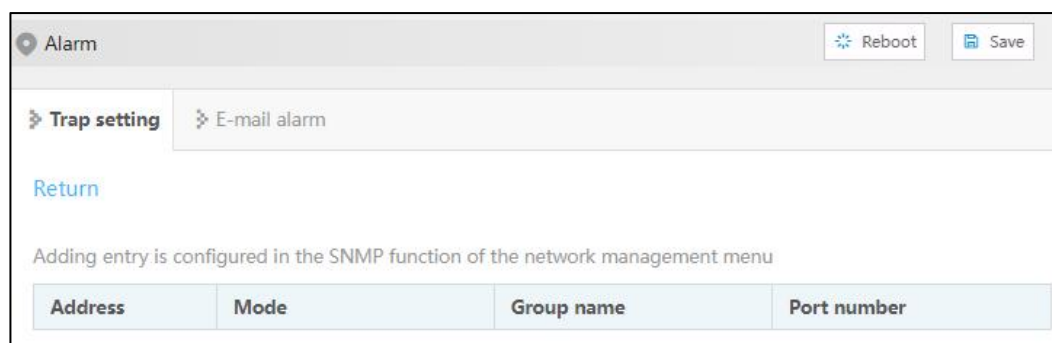 Alarm Reboot Save
Trap setting E-mail alarm
Return
Adding entry is configured in the SNMP function of the network management menu
Address Mode Group name Port number